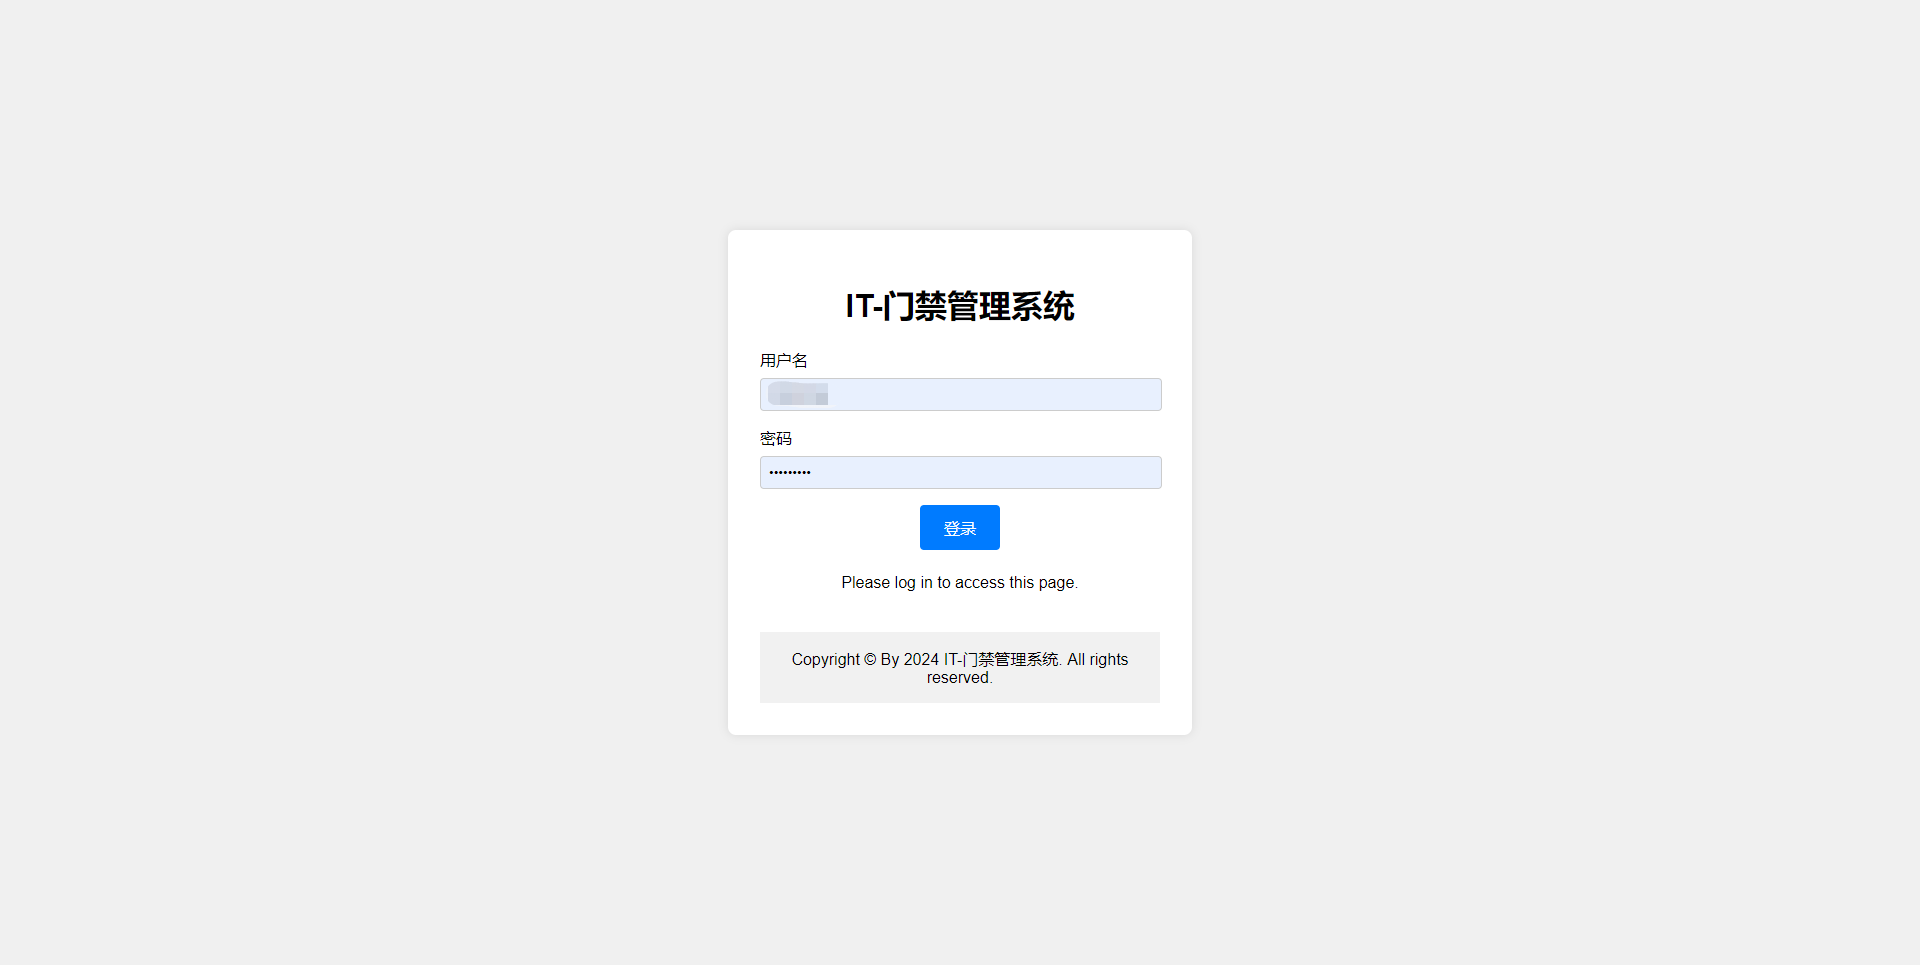 IT-门禁管理系统
用户名
密码
•••••••••
登录
Please log in to access this page.
Copyright © By 2024 IT-门禁管理系统. All rights
reserved.